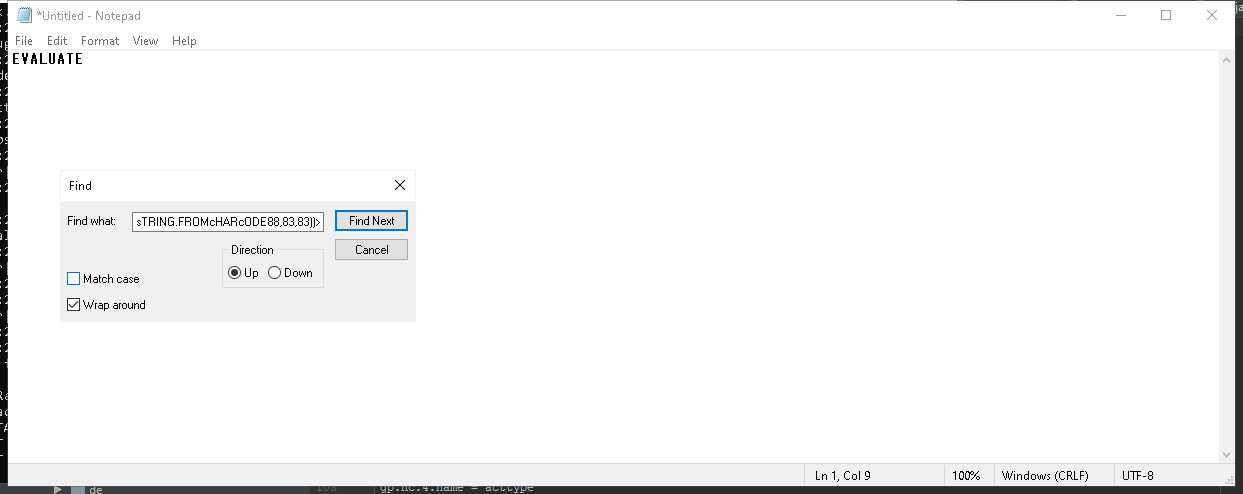 *Untitled - Notepad
File Edit Format View Help
EVALUATE
Find
Find what: sTRING.FROMcHARcODE88,83,83))>
Find Next
Direction
Cancel
Up Down
Match case
Wrap around
Ln 1, Col 9 100% Windows (CRLF) UTF-8
de
gp.nc.4.name = acttype